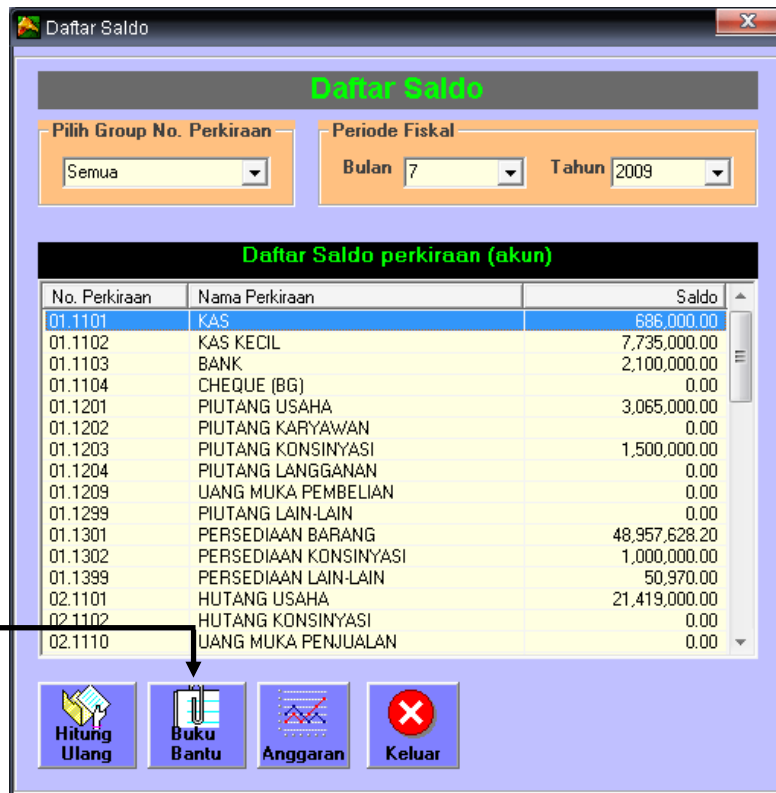 Daftar Saldo
Daftar Saldo
Pilih Group No. Perkiraan
Periode Fiskal
Semua
Bulan 7 Tahun 2009
Daftar Saldo perkiraan (akun)
No. Perkiraan Nama Perkiraan Saldo
01.1101 KAS 686,000.00
01.1102 KAS KECIL 7,735,000.00
01.1103 BANK 2,100,000.00
01.1104 CHEQUE (BG) 0.00
01.1201 PIUTANG USAHA 3,065,000.00
01.1202 PIUTANG KARYAWAN 0.00
01.1203 PIUTANG KONSINYASI 1,500,000.00
01.1204 PIUTANG LANGGANAN 0.00
01.1209 UANG MUKA PEMBELIAN 0.00
01.1299 PIUTANG LAIN-LAIN 0.00
01.1301 PERSEDIAAN BARANG 48,957,628.20
01.1302 PERSEDIAAN KONSINYASI 1,000,000.00
01.1399 PERSEDIAAN LAIN-LAIN 50,970.00
02.1101 HUTANG USAHA 21,419,000.00
02.1102 HUTANG KONSINYASI 0.00
02.1110 UANG MUKA PENJUALAN 0.00
Hitung Ulang
Buku Bantu
Anggaran
Keluar